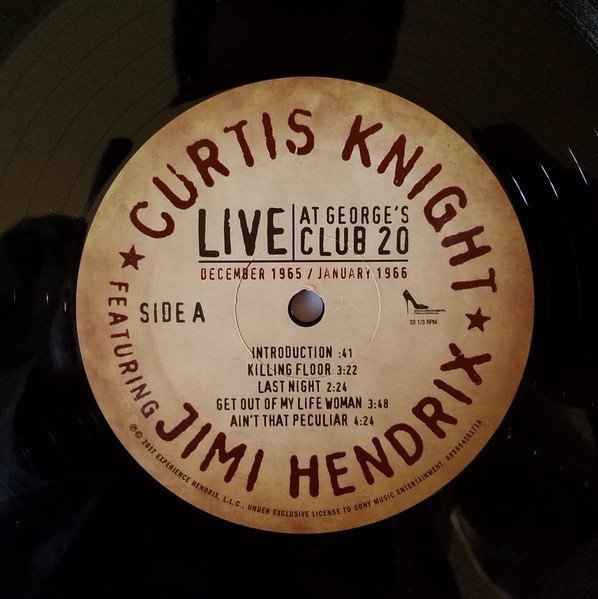 CURTIS KNIGHT
LIVE AT GEORGE'S
CLUB 20
DECEMBER 1965 / JANUARY 1966
SIDE A
33 1/3 RPM
INTRODUCTION :41
KILLING FLOOR 3:22
LAST NIGHT 2:24
GET OUT OF MY LIFE WOMAN 3:48
AIN'T THAT PECULIAR 4:24
FEATURING
JIMI HENDRIX
℗© 2017 EXPERIENCE HENDRIX, L.L.C., UNDER EXCLUSIVE LICENSE TO SONY MUSIC ENTERTAINMENT.